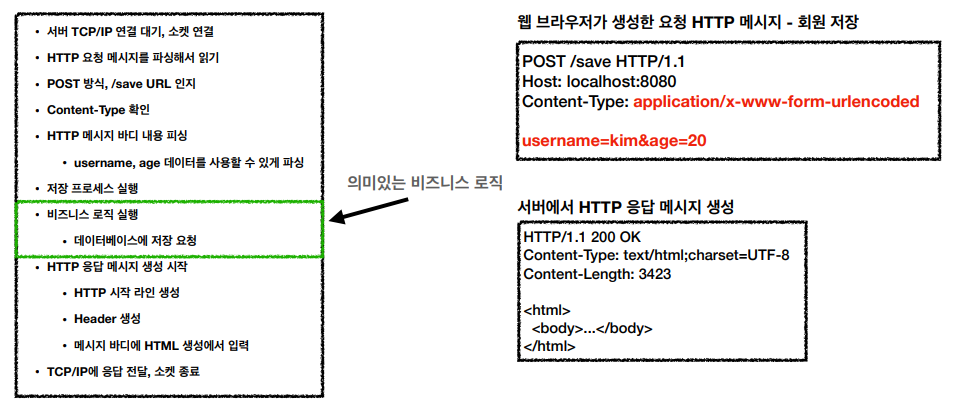 • 서버 TCP/IP 연결 대기, 소켓 연결
• HTTP 요청 메시지를 파싱해서 읽기
• POST 방식, /save URL 인지
• Content-Type 확인
• HTTP 메시지 바디 내용 피싱
• username, age 데이터를 사용할 수 있게 파싱
• 저장 프로세스 실행
• 비즈니스 로직 실행
• 데이터베이스에 저장 요청
• HTTP 응답 메시지 생성 시작
• HTTP 시작 라인 생성
• Header 생성
• 메시지 바디에 HTML 생성에서 입력
• TCP/IP에 응답 전달, 소켓 종료
의미있는 비즈니스 로직
웹 브라우저가 생성한 요청 HTTP 메시지 - 회원 저장
POST /save HTTP/1.1
Host: localhost:8080
Content-Type: application/x-www-form-urlencoded
username=kim&age=20
서버에서 HTTP 응답 메시지 생성
HTTP/1.1 200 OK
Content-Type: text/html;charset=UTF-8
Content-Length: 3423
<html>
<body>...</body>
</html>